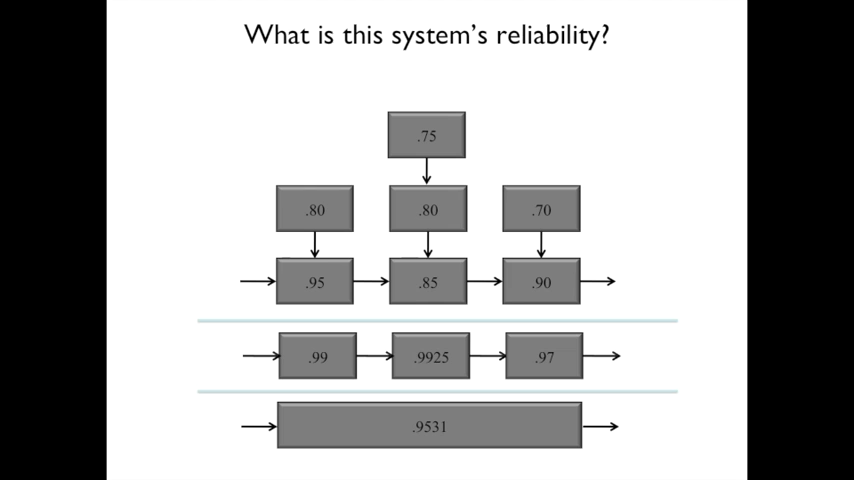 What is this system's reliability?
.75
.80 .80 .70
.95 .85 .90
.99 .9925 .97
.9531